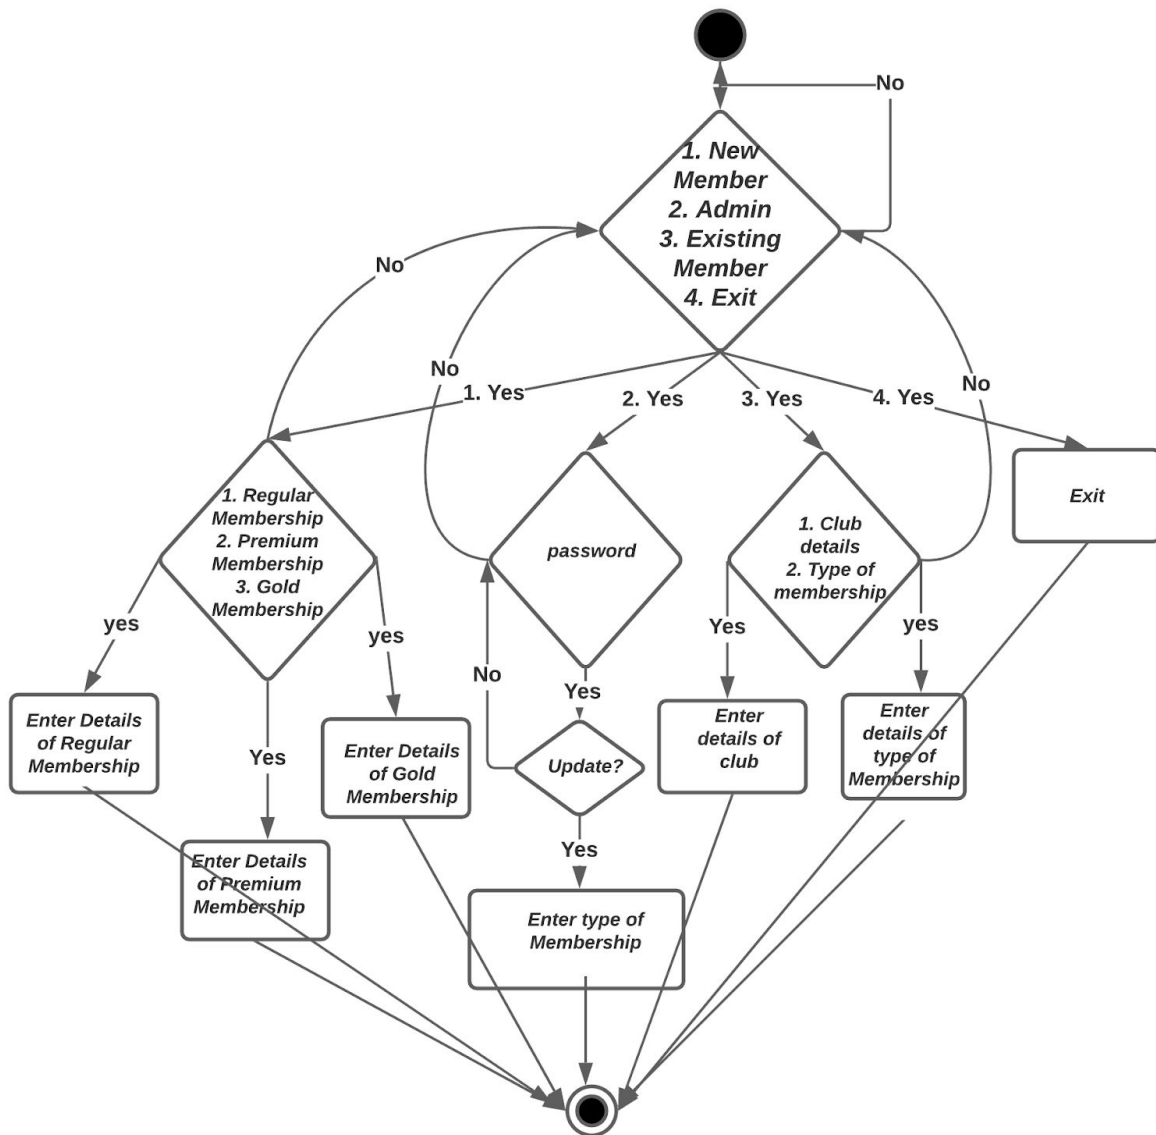 No
1. New
Member
2. Admin
3. Existing
Member
4. Exit
No
No
No
1. Yes
2. Yes
3. Yes
4. Yes
1. Regular
Membership
2. Premium
Membership
3. Gold
Membership
password
1. Club
details
2. Type of
membership
Exit
yes
yes
Yes
No
Yes
Yes
yes
Enter Details
of Regular
Membership
Enter Details
of Gold
Membership
Update?
Enter
details of
club
Enter
details of
type of
Membership
Yes
Enter Details
of Premium
Membership
Enter type of
Membership